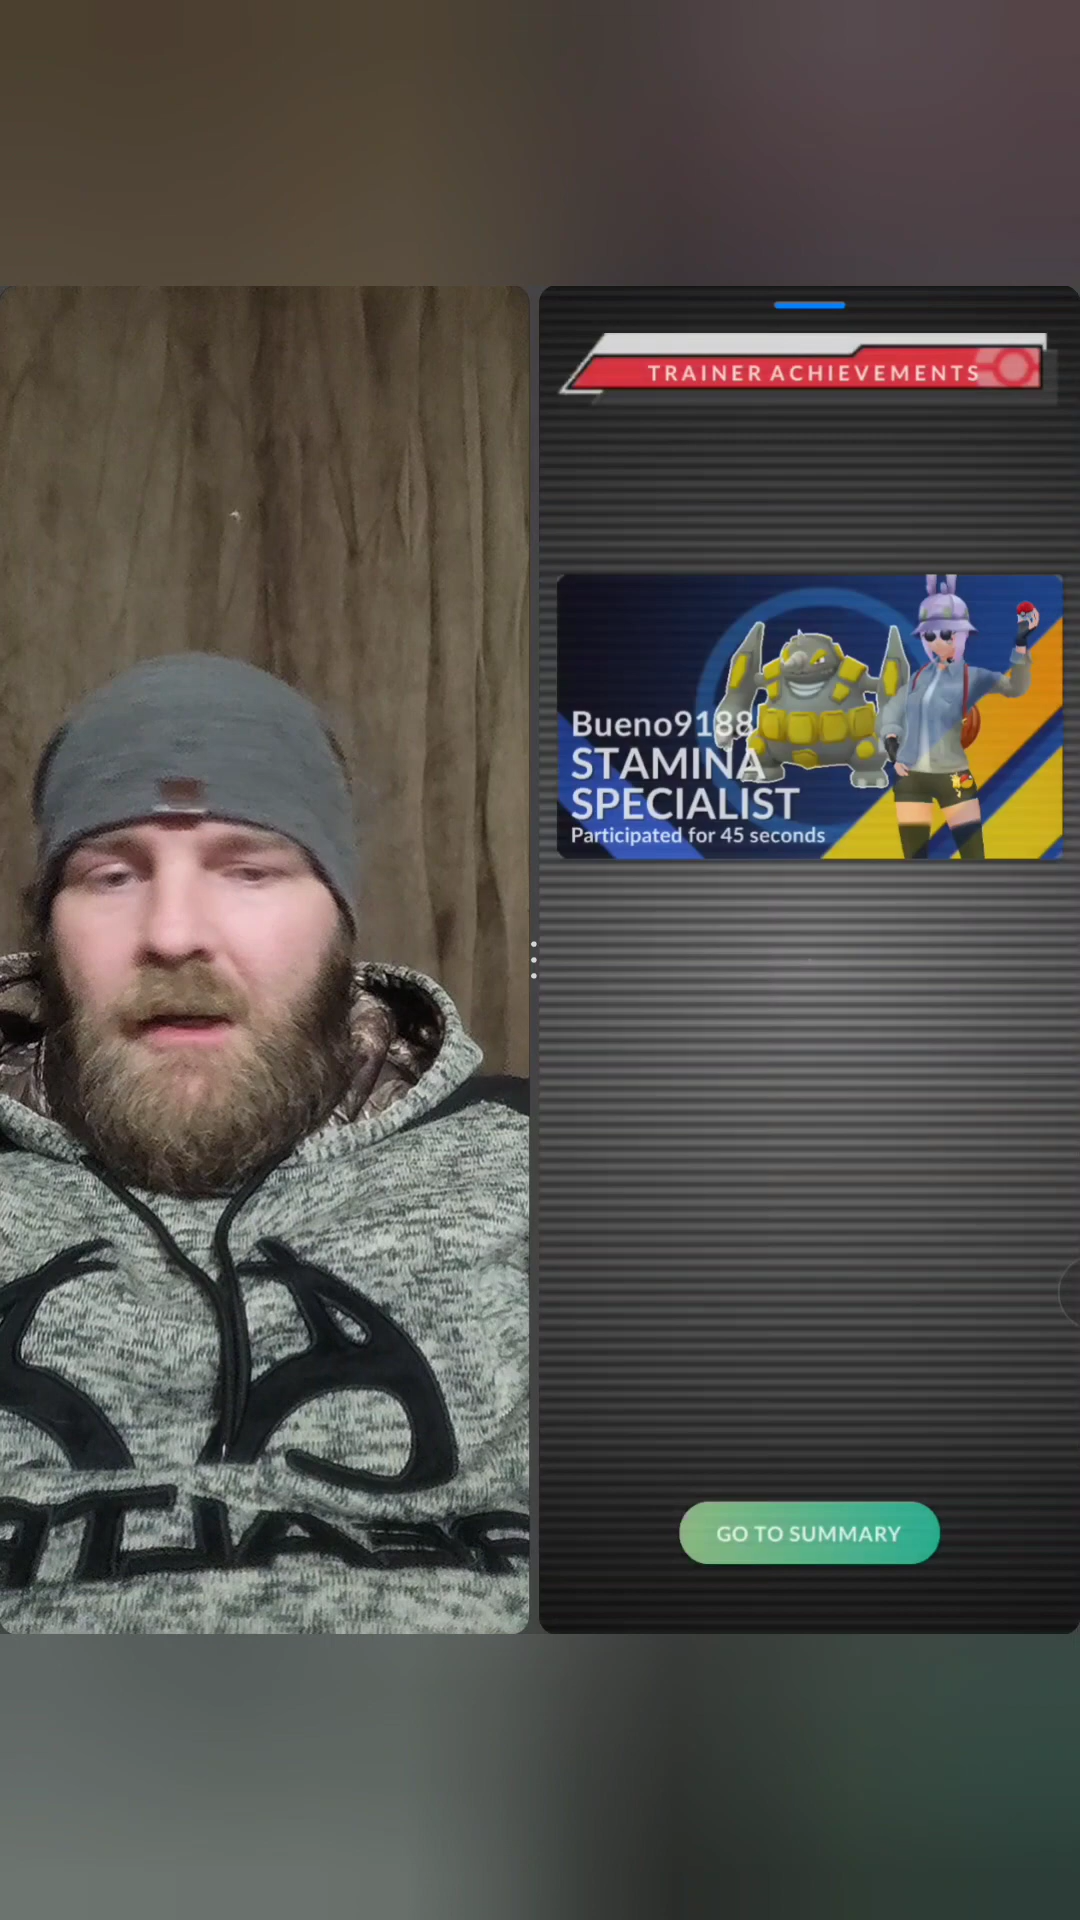 TRAINER ACHIEVEMENTS
Bueno9188
STAMINA
SPECIALIST
Participated for 45 seconds
GO TO SUMMARY